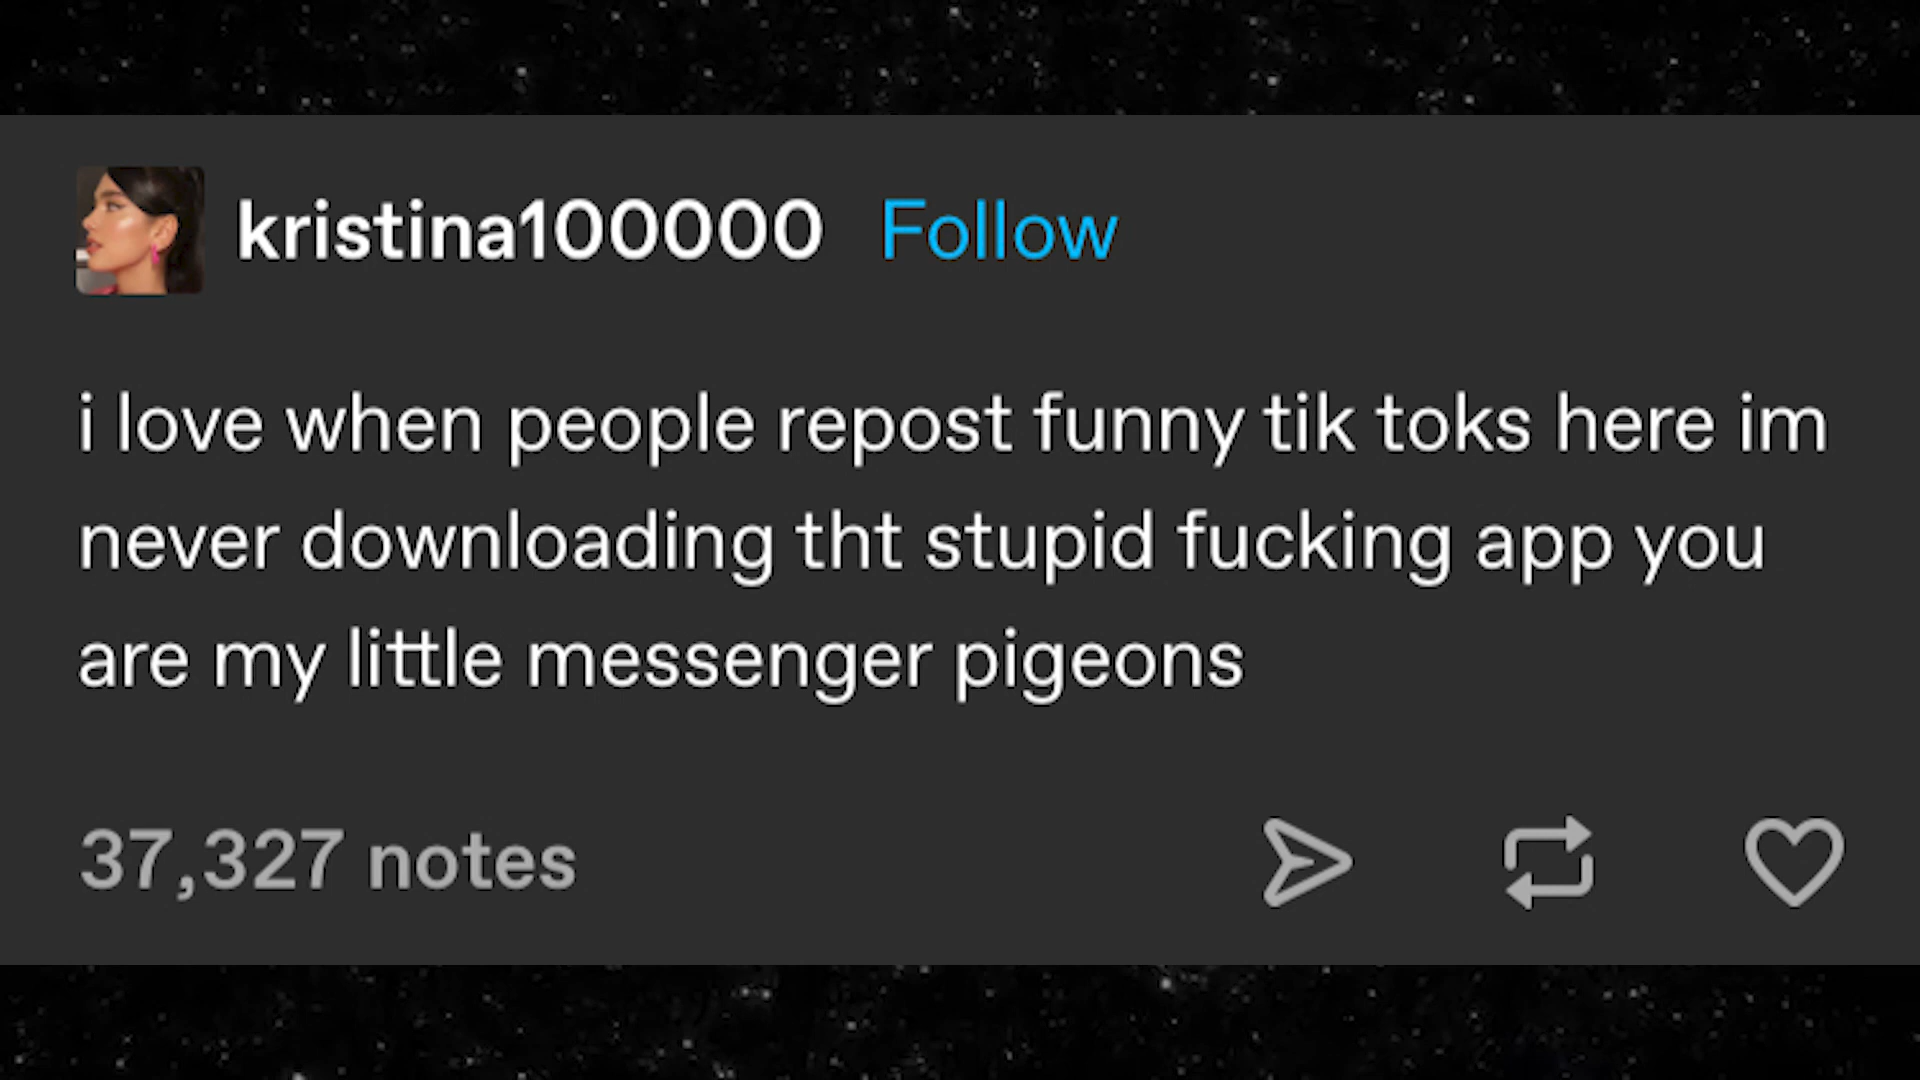 kristina100000 Follow
i love when people repost funny tik toks here im
never downloading tht stupid fucking app you
are my little messenger pigeons
37,327 notes